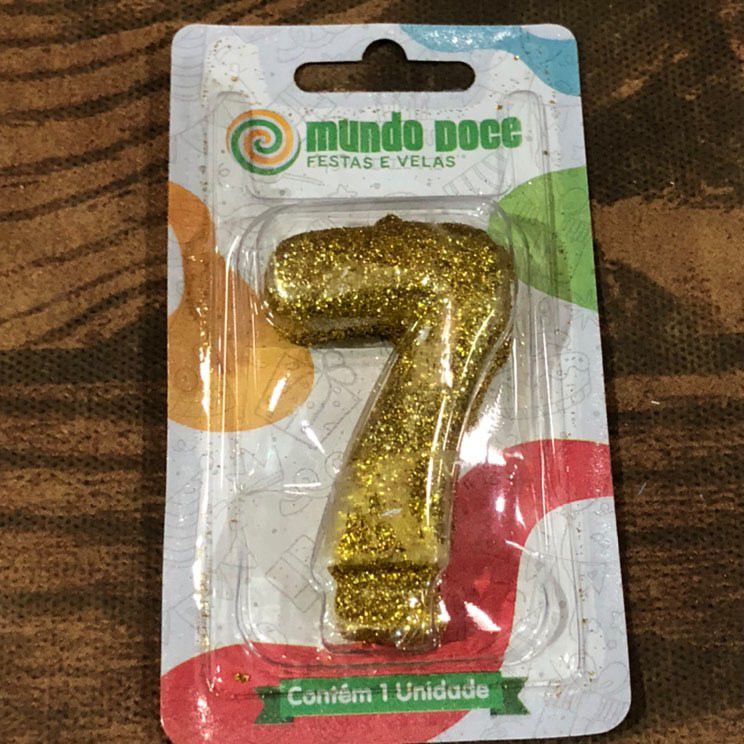 mundo DOCE
FESTAS E VELAS
7
Contém 1 Unidade